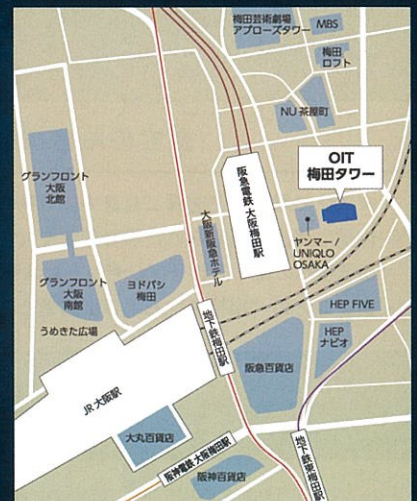 梅田芸術劇場
アプローズタワー
MBS
梅田
ロフト
NU 茶屋町
OIT
梅田タワー
グランフロント
大阪
北館
阪急電鉄 大阪梅田駅
大阪新阪急ホテル
ヤンマー/
UNIQLO
OSAKA
グランフロント
大阪
南館
ヨドバシ
梅田
HEP FIVE
うめきた広場
地下鉄梅田駅
HEP
ナビオ
阪急百貨店
JR 大阪駅
大丸百貨店
阪神電鉄 大阪梅田駅
地下鉄東梅田駅
阪神百貨店